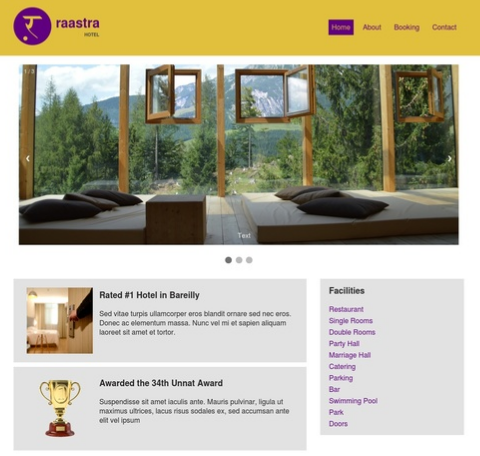 raastra
HOTEL
Home About Booking Contact
1 / 3
Text
Rated #1 Hotel in Bareilly
Sed vitae turpis ullamcorper eros blandit ornare sed nec eros.
Donec ac elementum massa. Nunc vel mi et sapien aliquam
laoreet sit amet et tortor.
Awarded the 34th Unnat Award
Suspendisse sit amet iaculis ante. Mauris pulvinar, ligula ut
maximus ultrices, lacus risus sodales ex, sed accumsan ante
elit vel ipsum
Facilities
Restaurant
Single Rooms
Double Rooms
Party Hall
Marriage Hall
Catering
Parking
Bar
Swimming Pool
Park
Doors